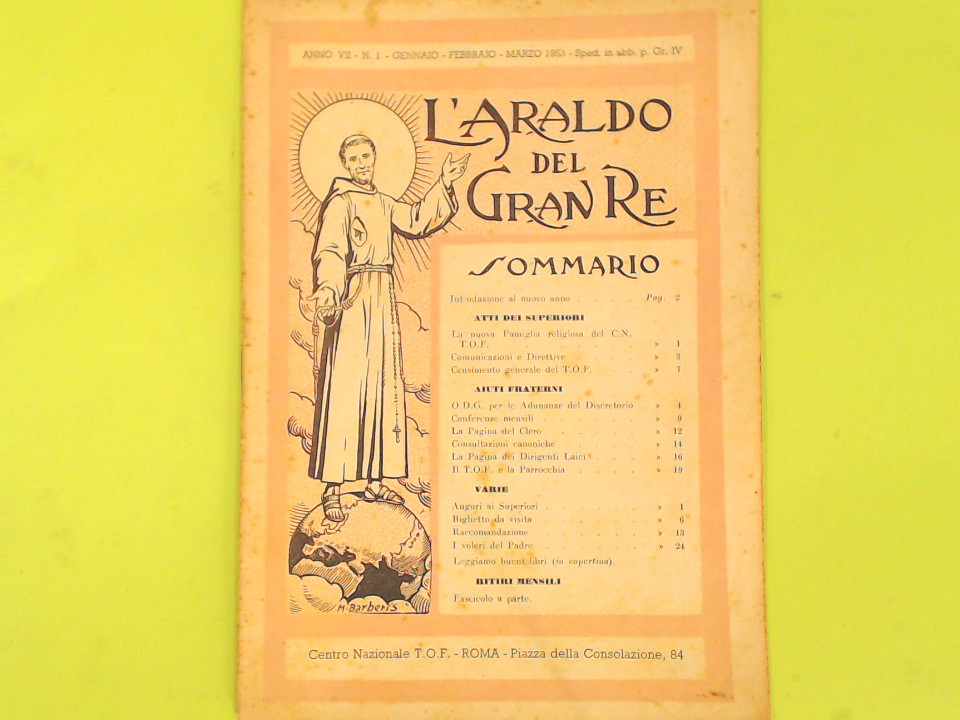 ANNO VII - N. 1 - GENNAIO - FEBBRAIO - MARZO 1953 - Sped. in abb. p. Gr. IV
L'ARALDO
DEL
GRAN RE
SOMMARIO
Introduzione al nuovo anno . . . . . Pag. 2
ATTI DEI SUPERIORI
La nuova Famiglia religiosa del C.N.
T.O.F. . . . . . . . . » 1
Comunicazioni e Direttive . . . . » 3
Censimento generale del T.O.F. . . . » 7
AIUTI FRATERNI
O.D.G. per le Adunanze del Discretorio » 4
Conferenze mensili . . . . . . . » 9
La Pagina del Clero . . . . . . » 12
Consultazioni canoniche . . . . . » 14
La Pagina dei Dirigenti Laici . . . » 16
Il T.O.F. e la Parrocchia . . . . . » 19
VARIE
Auguri ai Superiori . . . . . . . » 1
Biglietto da visita . . . . . . . » 6
Raccomandazione . . . . . . . » 13
I voleri del Padre . . . . . . . » 24
Leggiamo buoni libri (in copertina).
RITIRI MENSILI
Fascicolo a parte.
M. Barberis
Centro Nazionale T.O.F. - ROMA - Piazza della Consolazione, 84